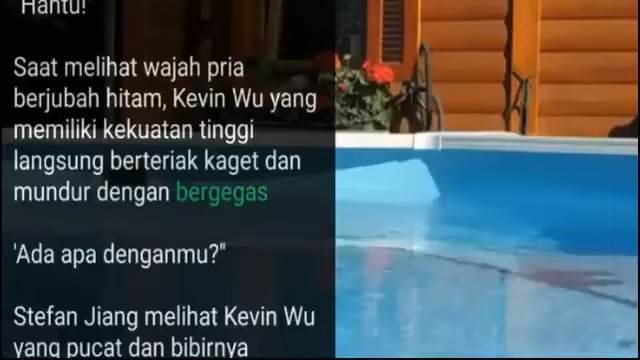 "Hantu!"
Saat melihat wajah pria
berjubah hitam, Kevin Wu yang
memiliki kekuatan tinggi
langsung berteriak kaget dan
mundur dengan bergegas
'Ada apa denganmu?"
Stefan Jiang melihat Kevin Wu
yang pucat dan bibirnya